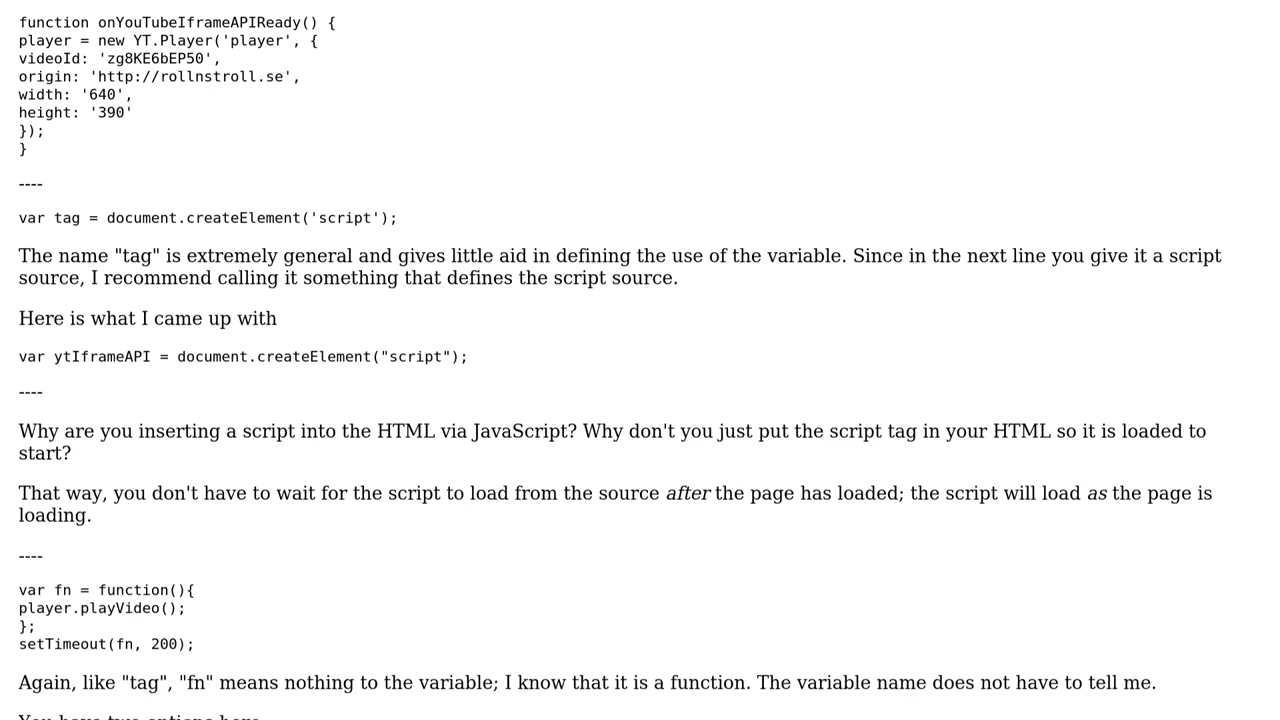 function onYouTubeIframeAPIReady() {
player = new YT.Player('player', {
videoId: 'zg8KE6bEP50',
origin: 'http://rollnstroll.se',
width: '640',
height: '390'
});
}
----
var tag = document.createElement('script');
The name "tag" is extremely general and gives little aid in defining the use of the variable. Since in the next line you give it a script
source, I recommend calling it something that defines the script source.
Here is what I came up with
var ytIframeAPI = document.createElement("script");
----
Why are you inserting a script into the HTML via JavaScript? Why don't you just put the script tag in your HTML so it is loaded to
start?
That way, you don't have to wait for the script to load from the source after the page has loaded; the script will load as the page is
loading.
----
var fn = function(){
player.playVideo();
};
setTimeout(fn, 200);
Again, like "tag", "fn" means nothing to the variable; I know that it is a function. The variable name does not have to tell me.
You have two options here